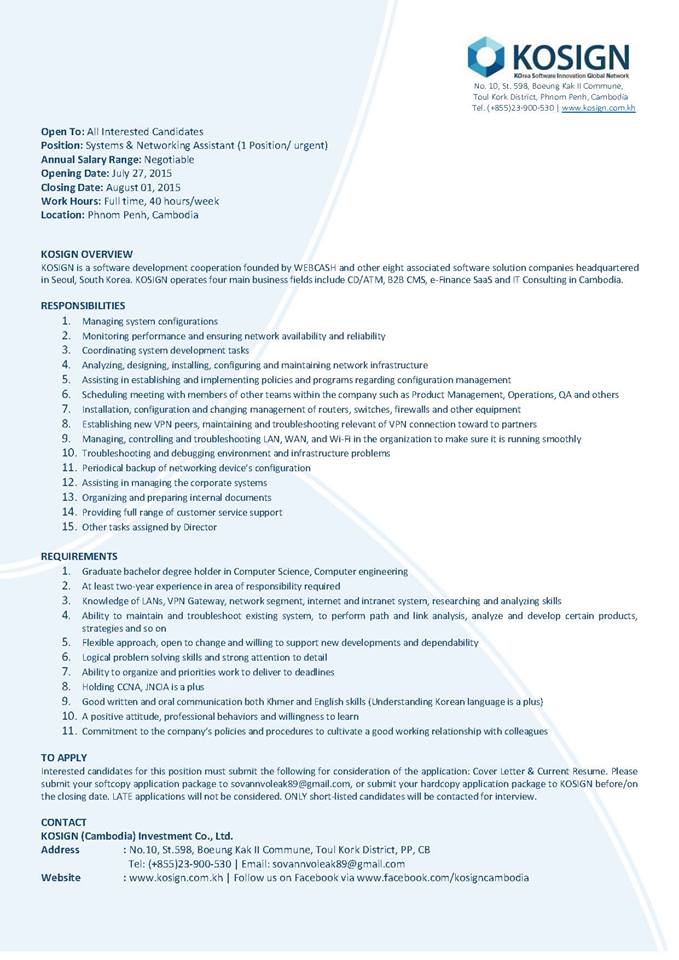 KOSIGN
KOrea Software Innovation Global Network
No. 10, St. 598, Boeung Kak II Commune,
Toul Kork District, Phnom Penh, Cambodia
Tel. (+855)23-900-530 | www.kosign.com.kh
Open To: All Interested Candidates
Position: Systems & Networking Assistant (1 Position/ urgent)
Annual Salary Range: Negotiable
Opening Date: July 27, 2015
Closing Date: August 01, 2015
Work Hours: Full time, 40 hours/week
Location: Phnom Penh, Cambodia
KOSIGN OVERVIEW
KOSIGN is a software development cooperation founded by WEBCASH and other eight associated software solution companies headquartered
in Seoul, South Korea. KOSIGN operates four main business fields include CD/ATM, B2B CMS, e-Finance SaaS and IT Consulting in Cambodia.
RESPONSIBILITIES
1. Managing system configurations
2. Monitoring performance and ensuring network availability and reliability
3. Coordinating system development tasks
4. Analyzing, designing, installing, configuring and maintaining network infrastructure
5. Assisting in establishing and implementing policies and programs regarding configuration management
6. Scheduling meeting with members of other teams within the company such as Product Management, Operations, QA and others
7. Installation, configuration and changing management of routers, switches, firewalls and other equipment
8. Establishing new VPN peers, maintaining and troubleshooting relevant of VPN connection toward to partners
9. Managing, controlling and troubleshooting LAN, WAN, and Wi-Fi in the organization to make sure it is running smoothly
10. Troubleshooting and debugging environment and infrastructure problems
11. Periodical backup of networking device's configuration
12. Assisting in managing the corporate systems
13. Organizing and preparing internal documents
14. Providing full range of customer service support
15. Other tasks assigned by Director
REQUIREMENTS
1. Graduate bachelor degree holder in Computer Science, Computer engineering
2. At least two-year experience in area of responsibility required
3. Knowledge of LANs, VPN Gateway, network segment, internet and intranet system, researching and analyzing skills
4. Ability to maintain and troubleshoot existing system, to perform path and link analysis, analyze and develop certain products,
strategies and so on
5. Flexible approach, open to change and willing to support new developments and dependability
6. Logical problem solving skills and strong attention to detail
7. Ability to organize and priorities work to deliver to deadlines
8. Holding CCNA, JNCIA is a plus
9. Good written and oral communication both Khmer and English skills (Understanding Korean language is a plus)
10. A positive attitude, professional behaviors and willingness to learn
11. Commitment to the company's policies and procedures to cultivate a good working relationship with colleagues
TO APPLY
Interested candidates for this position must submit the following for consideration of the application: Cover Letter & Current Resume. Please
submit your softcopy application package to sovannvoleak89@gmail.com, or submit your hardcopy application package to KOSIGN before/on
the closing date. LATE applications will not be considered. ONLY short-listed candidates will be contacted for interview.
CONTACT
KOSIGN (Cambodia) Investment Co., Ltd.
Address : No.10, St.598, Boeung Kak II Commune, Toul Kork District, PP, CB
Tel: (+855)23-900-530 | Email: sovannvoleak89@gmail.com
Website : www.kosign.com.kh | Follow us on Facebook via www.facebook.com/kosigncambodia